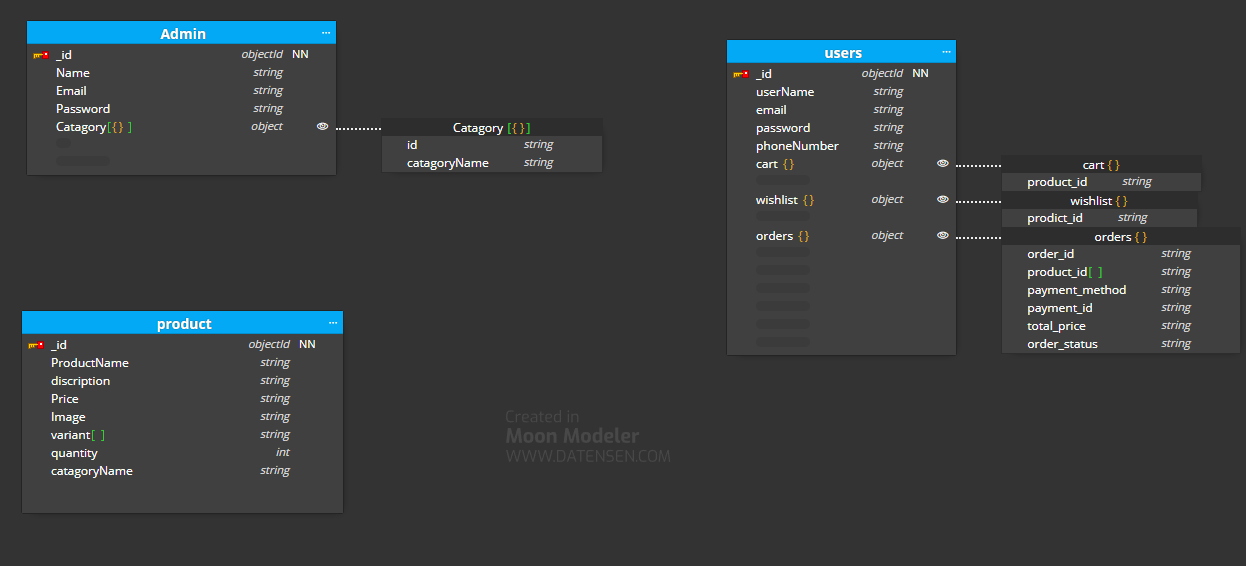 Admin ...
_id objectId NN
Name string
Email string
Password string
Catagory[{} ] object
Catagory [{}]
id string
catagoryName string
users ...
_id objectId NN
userName string
email string
password string
phoneNumber string
cart {} object
wishlist {} object
orders {} object
cart {}
product_id string
wishlist {}
prodict_id string
orders {}
order_id string
product_id[ ] string
payment_method string
payment_id string
total_price string
order_status string
product ...
_id objectId NN
ProductName string
discription string
Price string
Image string
variant[ ] string
quantity int
catagoryName string
Created in
Moon Modeler
WWW.DATENSEN.COM